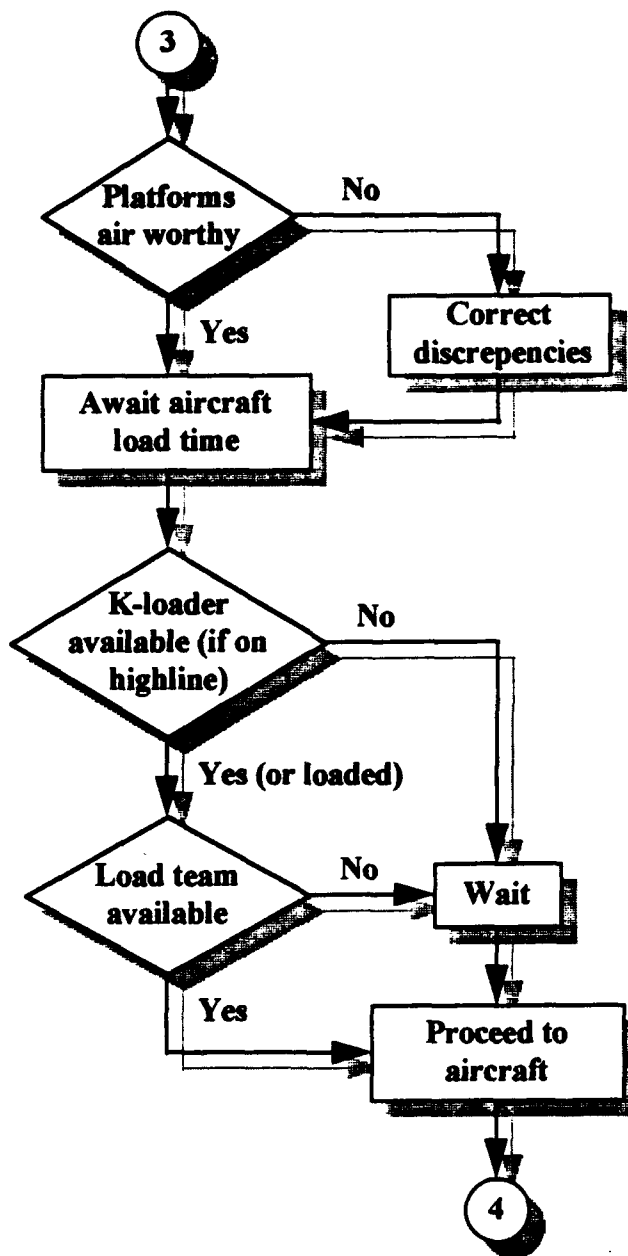 3
Platforms
air worthy
No
Correct
discrepencies
Yes
Await aircraft
load time
K-loader
available (if on
highline)
No
Yes (or loaded)
Load team
available
No
Wait
Yes
Proceed to
aircraft
4